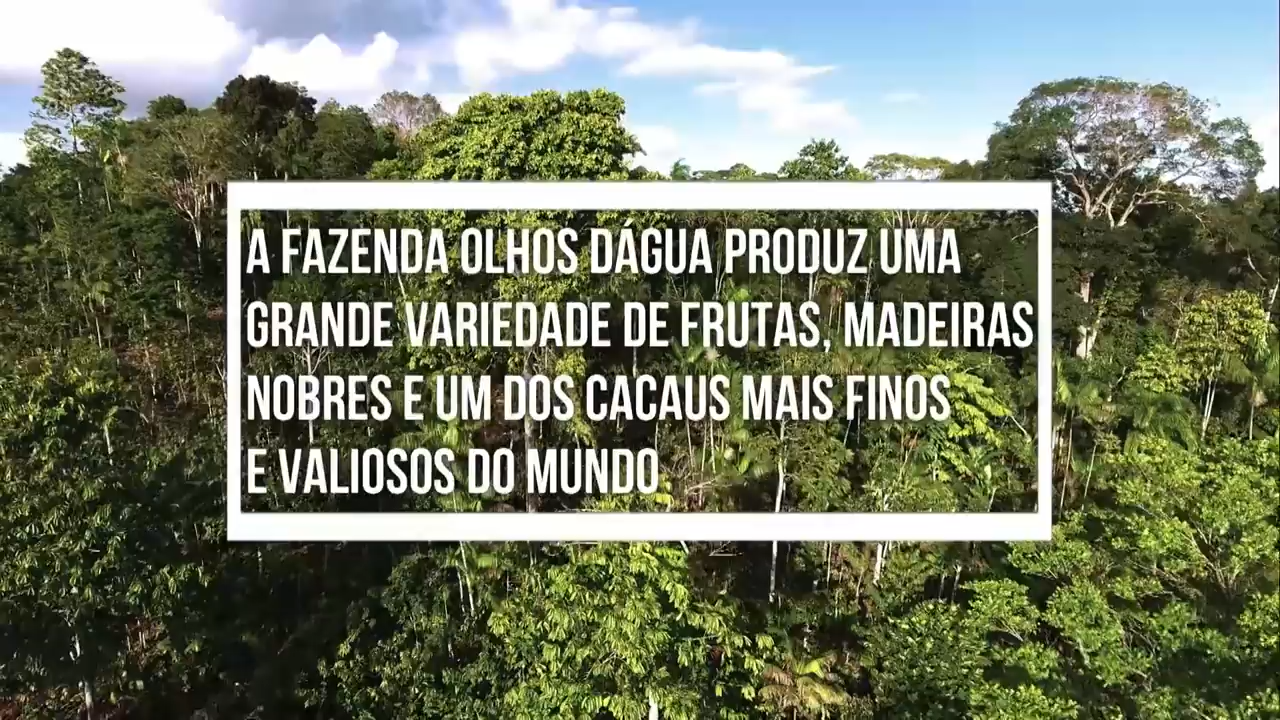 A FAZENDA OLHOS DÁGUA PRODUZ UMA
GRANDE VARIEDADE DE FRUTAS, MADEIRAS
NOBRES E UM DOS CACAUS MAIS FINOS
E VALIOSOS DO MUNDO